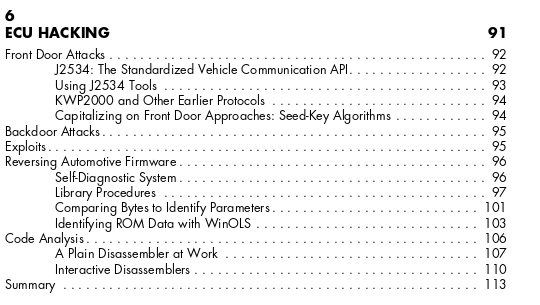 6
ECU HACKING 91
Front Door Attacks . . . . . . . . . . . . . . . . . . . . . . . . . . . . . . . . . . . . . . . . . . . . . . . 92
J2534: The Standardized Vehicle Communication API. . . . . . . . . . . . . . . . . 92
Using J2534 Tools . . . . . . . . . . . . . . . . . . . . . . . . . . . . . . . . . . . . . . . . . 93
KWP2000 and Other Earlier Protocols . . . . . . . . . . . . . . . . . . . . . . . . . . . 94
Capitalizing on Front Door Approaches: Seed-Key Algorithms . . . . . . . . . . . 94
Backdoor Attacks. . . . . . . . . . . . . . . . . . . . . . . . . . . . . . . . . . . . . . . . . . . . . . . . 95
Exploits. . . . . . . . . . . . . . . . . . . . . . . . . . . . . . . . . . . . . . . . . . . . . . . . . . . . . . . 95
Reversing Automotive Firmware. . . . . . . . . . . . . . . . . . . . . . . . . . . . . . . . . . . . . . 96
Self-Diagnostic System. . . . . . . . . . . . . . . . . . . . . . . . . . . . . . . . . . . . . . . 96
Library Procedures . . . . . . . . . . . . . . . . . . . . . . . . . . . . . . . . . . . . . . . . . 97
Comparing Bytes to Identify Parameters. . . . . . . . . . . . . . . . . . . . . . . . . . 101
Identifying ROM Data with WinOLS . . . . . . . . . . . . . . . . . . . . . . . . . . . . 103
Code Analysis. . . . . . . . . . . . . . . . . . . . . . . . . . . . . . . . . . . . . . . . . . . . . . . . . 106
A Plain Disassembler at Work . . . . . . . . . . . . . . . . . . . . . . . . . . . . . . . . 107
Interactive Disassemblers . . . . . . . . . . . . . . . . . . . . . . . . . . . . . . . . . . . 110
Summary . . . . . . . . . . . . . . . . . . . . . . . . . . . . . . . . . . . . . . . . . . . . . . . . . . . . 113